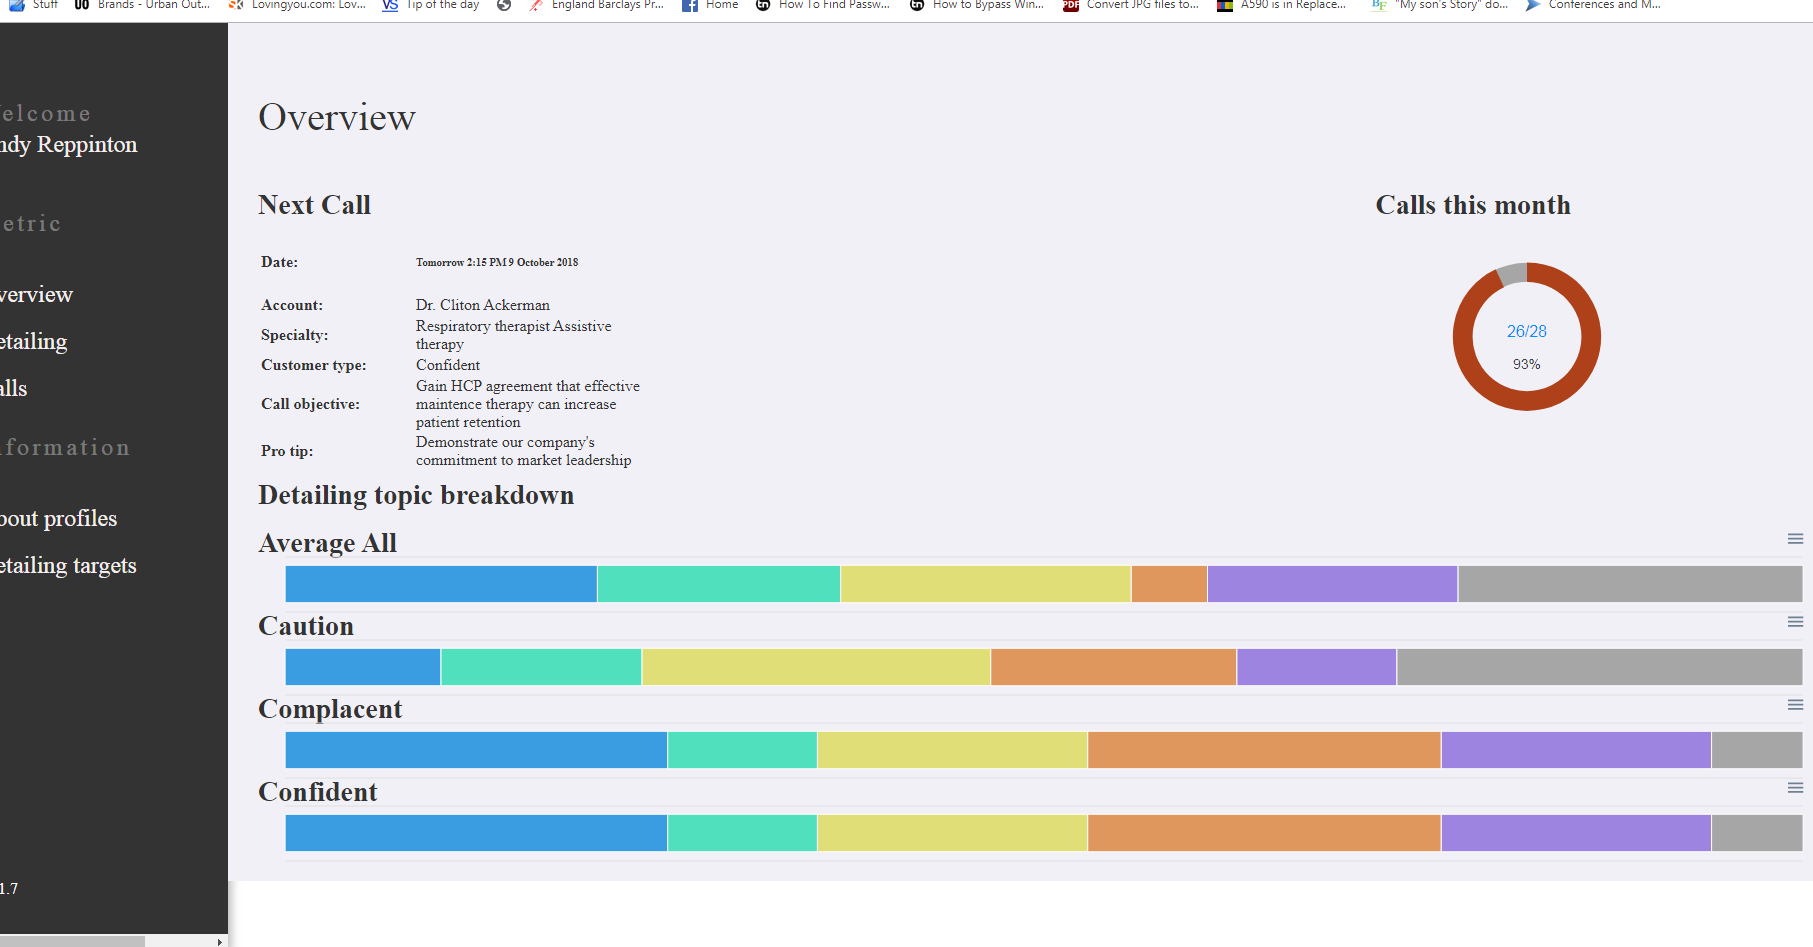 Stuff
Brands - Urban Out...
Lovingyou.com: Lov...
VS Tip of the day
England Barclays Pr...
Home
tn How To Find Passw...
tn How to Bypass Win...
PDF Convert JPG files to...
A590 is in Replace...
BF "My son's Story" do...
Conferences and M...
elcome
ndy Reppinton
etric
verview
etailing
alls
formation
bout profiles
etailing targets
1.7
Overview
Next Call
Date: Tomorrow 2:15 PM 9 October 2018
Account: Dr. Cliton Ackerman
Specialty: Respiratory therapist Assistive
therapy
Customer type: Confident
Call objective: Gain HCP agreement that effective
maintence therapy can increase
patient retention
Pro tip: Demonstrate our company's
commitment to market leadership
Calls this month
26/28
93%
Detailing topic breakdown
Average All
Caution
Complacent
Confident